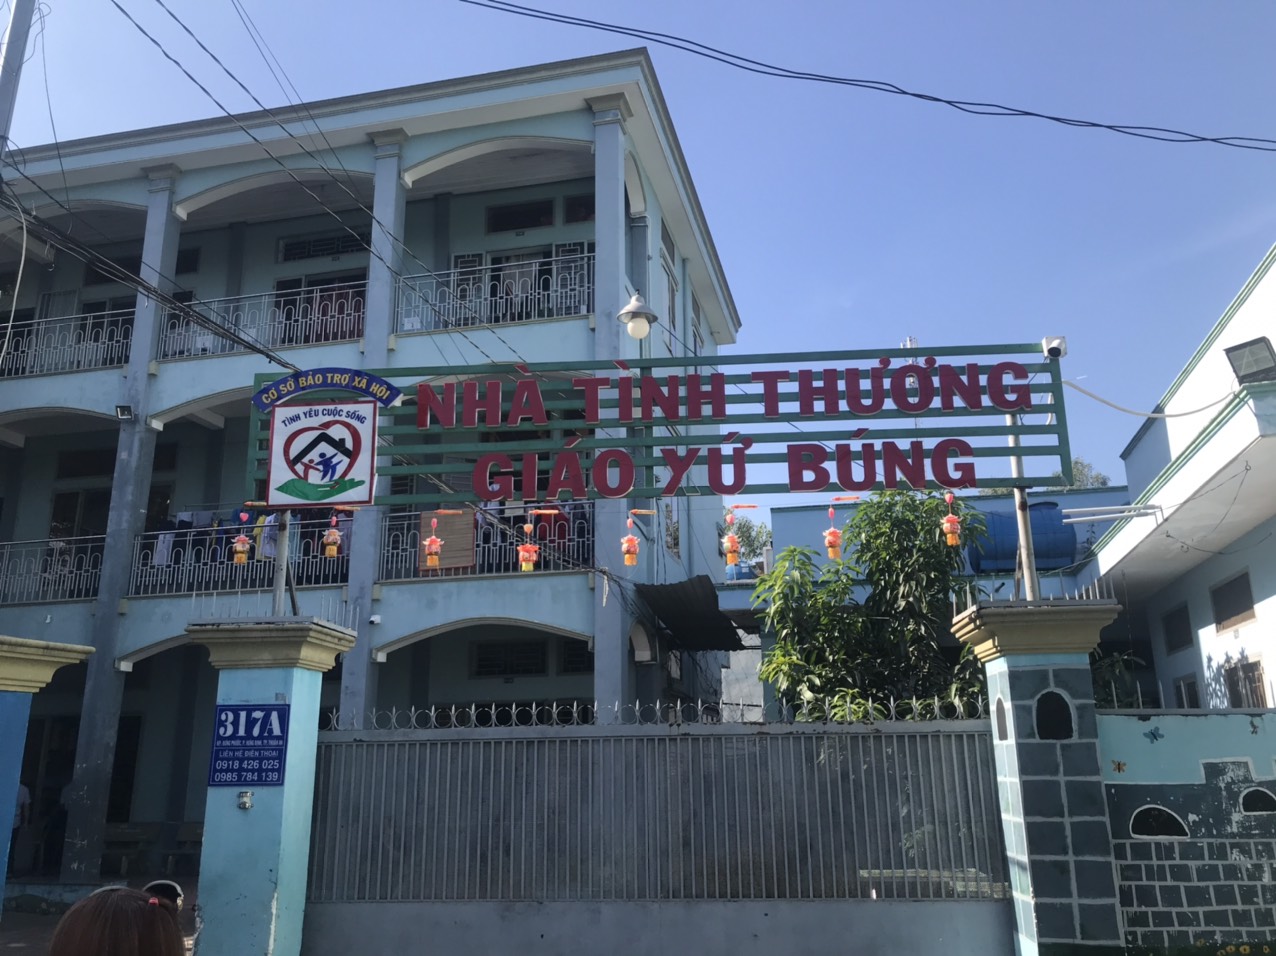 CƠ SỞ BẢO TRỢ XÃ HỘI
TÌNH YÊU CUỘC SỐNG
NHÀ TÌNH THƯƠNG
GIÁO XỨ BÚNG
317A
LIÊN HỆ ĐIỆN THOẠI
0918 426 025
0985 784 139